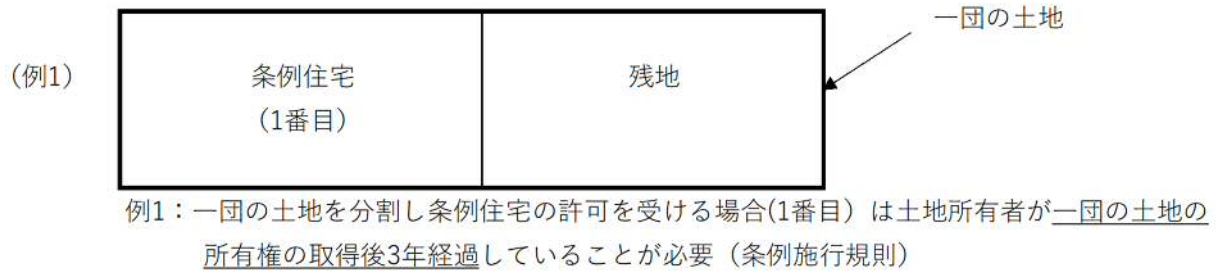 一団の土地
（例1）
条例住宅
（1番目）
残地
例1：一団の土地を分割し条例住宅の許可を受ける場合(1番目）は土地所有者が一団の土地の
所有権の取得後3年経過していることが必要（条例施行規則）